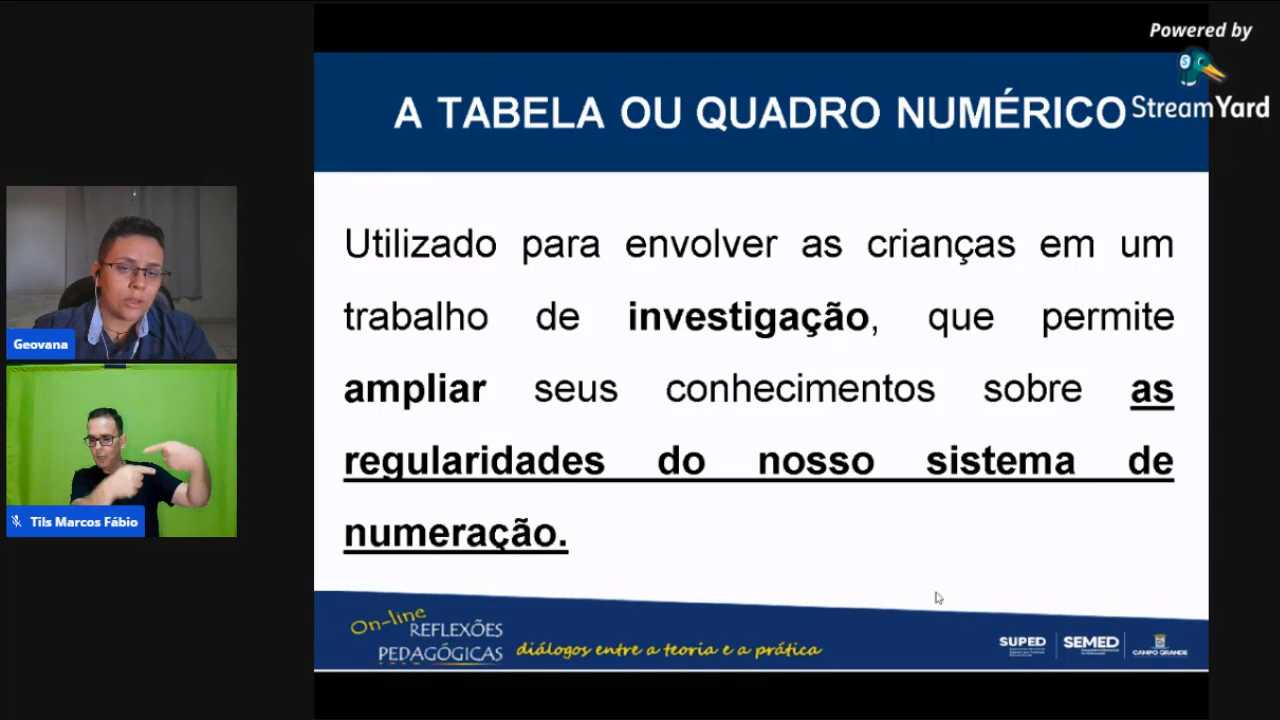 Powered by
StreamYard
A TABELA OU QUADRO NUMÉRICO
Utilizado para envolver as crianças em um
trabalho de investigação, que permite
ampliar seus conhecimentos sobre as
regularidades do nosso sistema de
numeração.
Geovana
Tils Marcos Fábio
On-line
REFLEXÕES
PEDAGÓGICAS
diálogos entre a teoria e a prática
SUPED
SEMED
CAMPO GRANDE